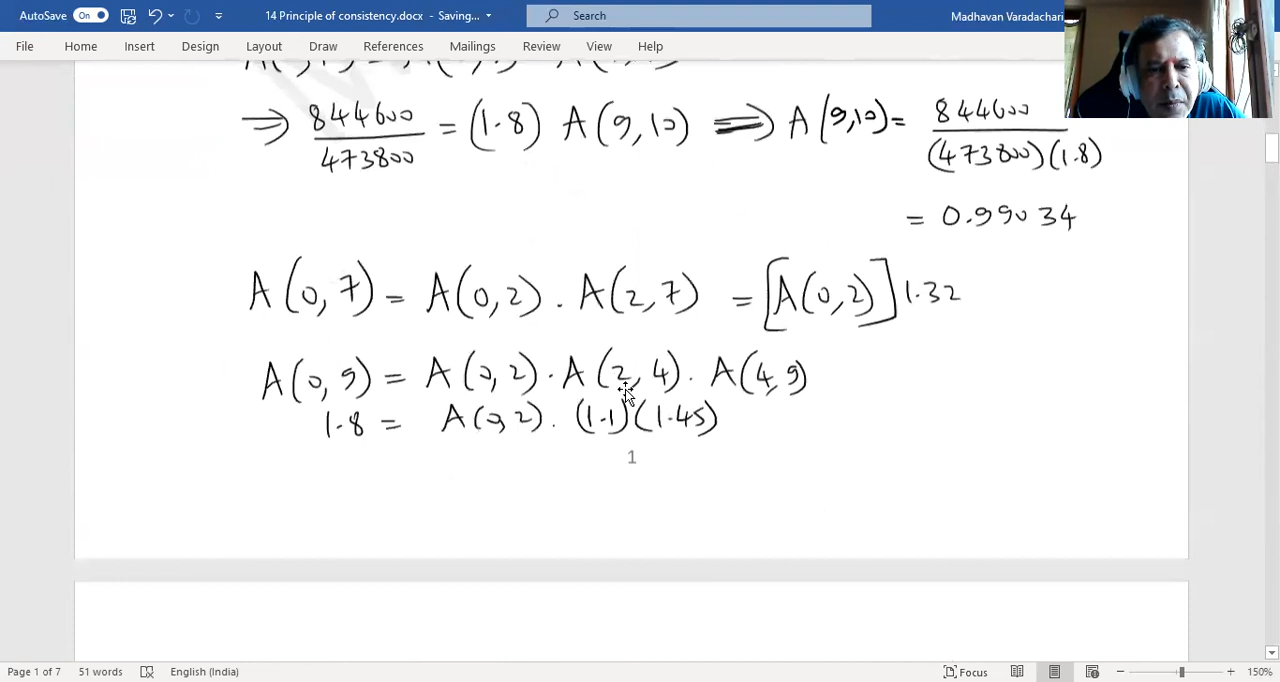 AutoSave On 14 Principle of consistency.docx - Saving... Search Madhavan Varadachari
File Home Insert Design Layout Draw References Mailings Review View Help
⇒ 844600/473800 = (1.8) A(9,10) ⇒ A(9,10) = 844600/(473800)(1.8)
= 0.99034
A(0,7) = A(0,2) . A(2,7) = [A(0,2)] 1.32
A(0,9) = A(0,2) . A(2,4) . A(4,9)
1.8 = A(0,2) . (1.1)(1.45)
1
Page 1 of 7 51 words English (India) Focus 150%